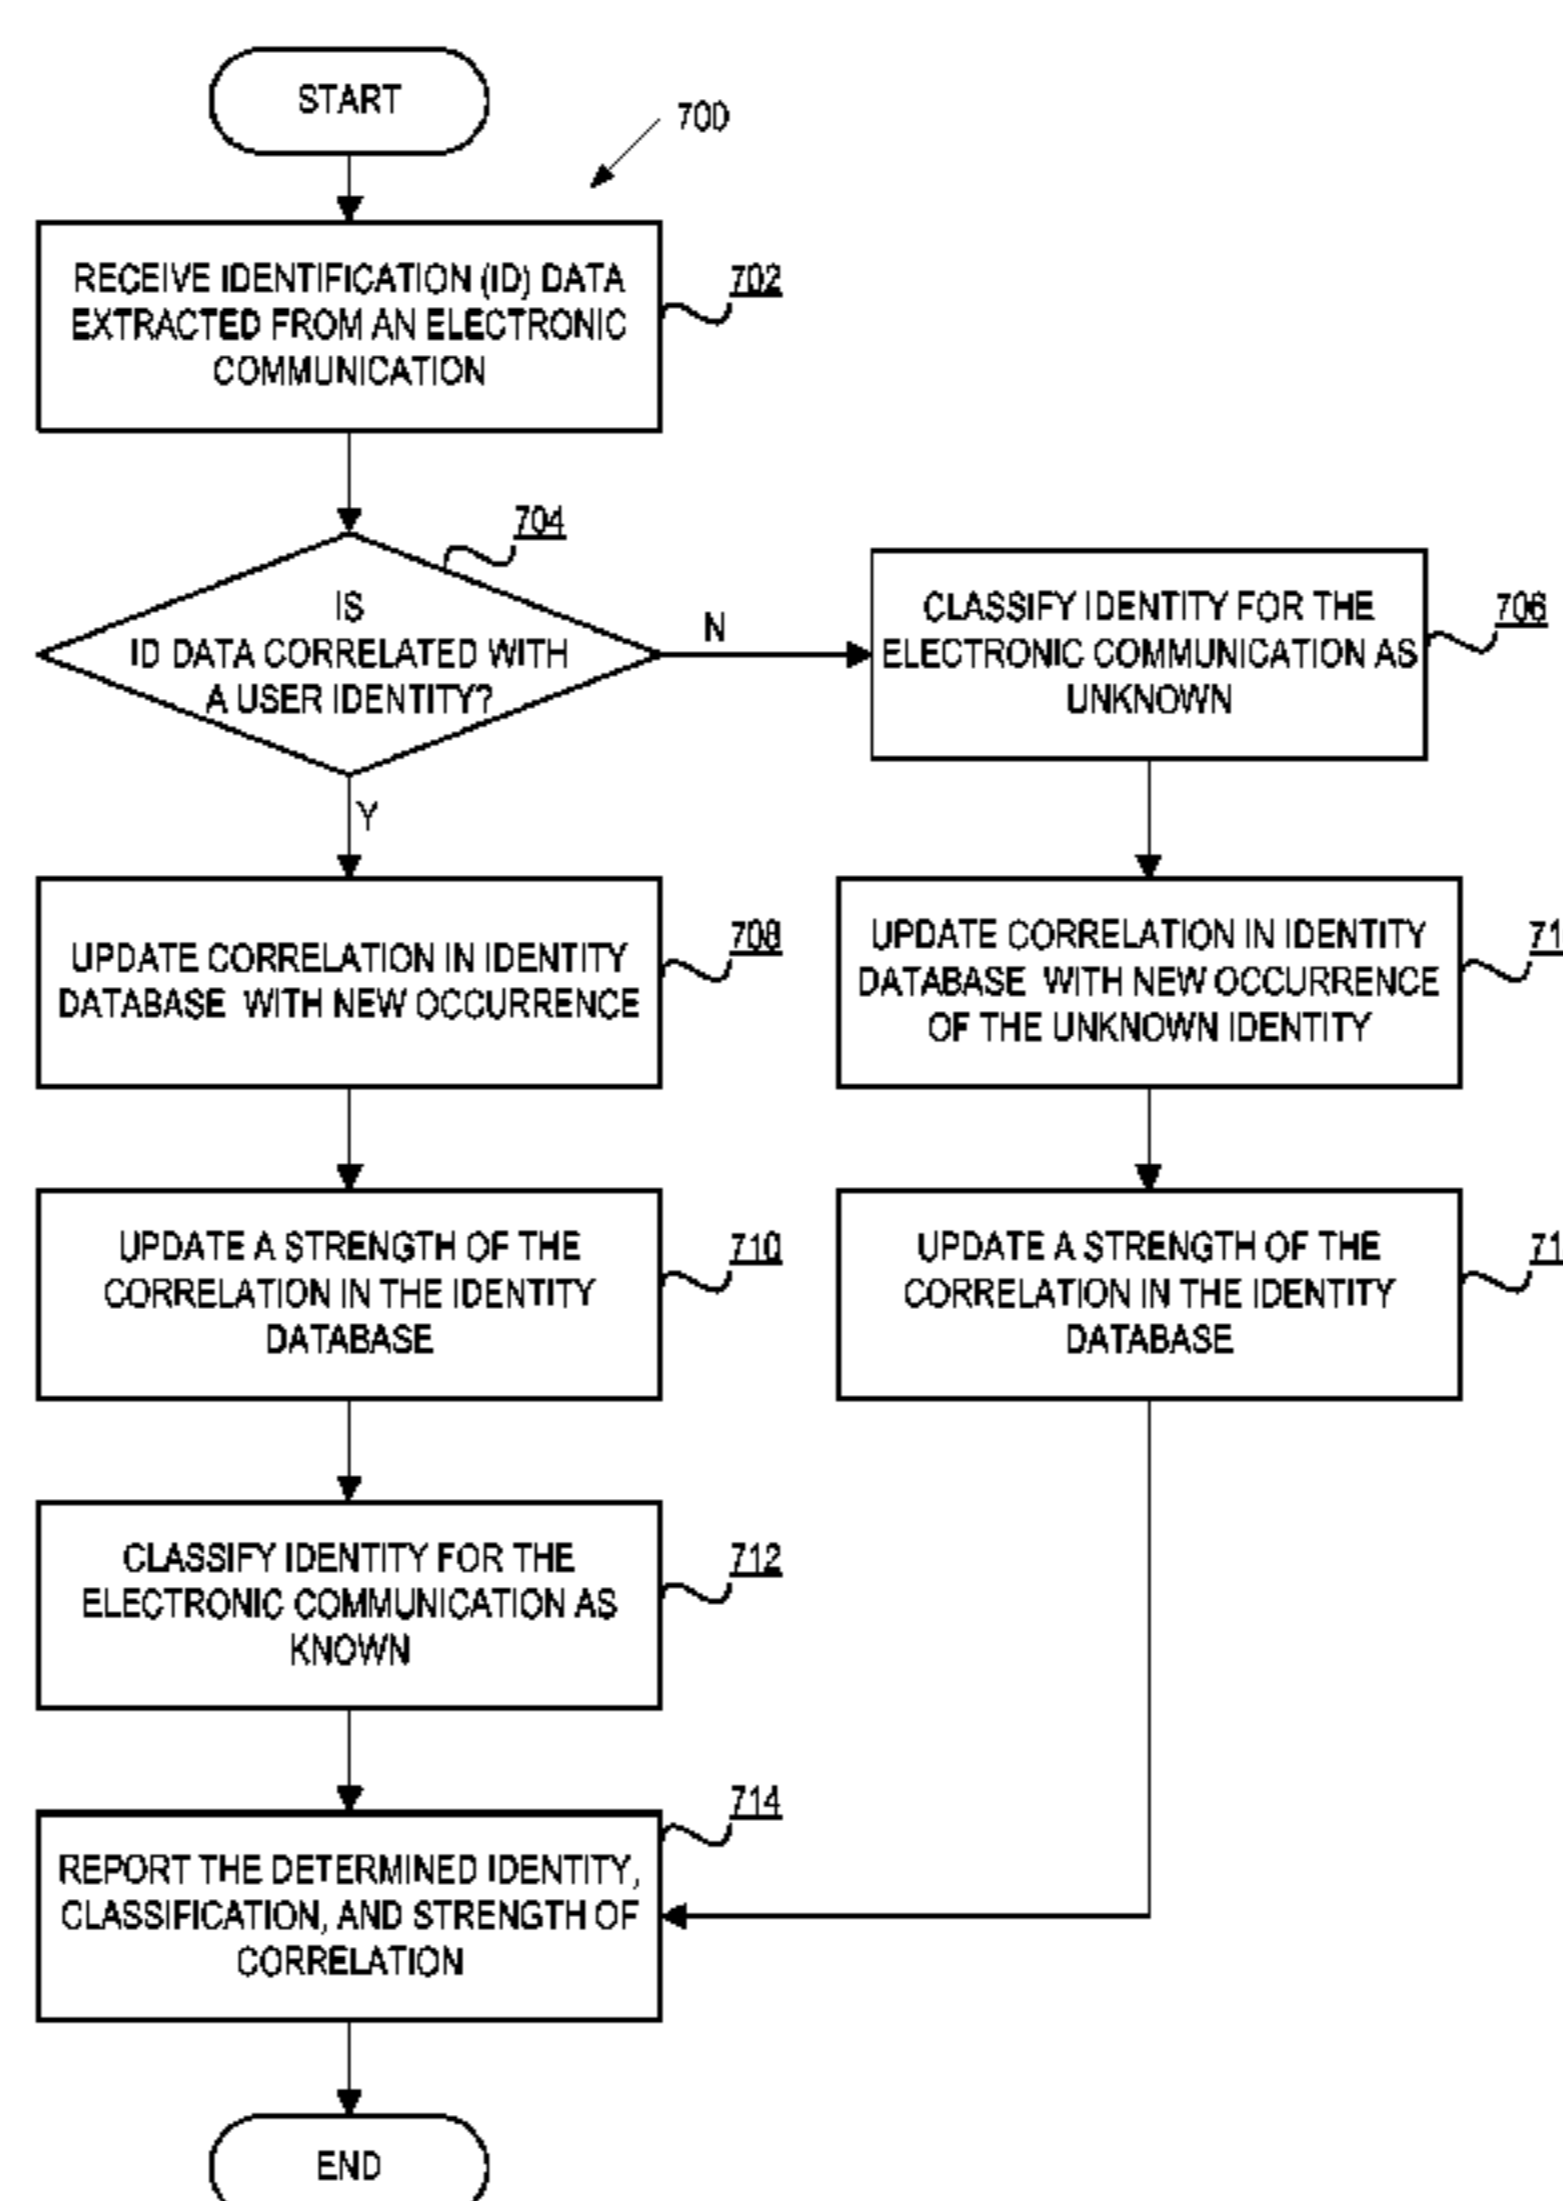 START
700
RECEIVE IDENTIFICATION (ID) DATA
EXTRACTED FROM AN ELECTRONIC
COMMUNICATION
702
704
IS
ID DATA CORRELATED WITH
A USER IDENTITY?
N
CLASSIFY IDENTITY FOR THE
ELECTRONIC COMMUNICATION AS
UNKNOWN
706
Y
UPDATE CORRELATION IN IDENTITY
DATABASE WITH NEW OCCURRENCE
708
UPDATE CORRELATION IN IDENTITY
DATABASE WITH NEW OCCURRENCE
OF THE UNKNOWN IDENTITY
UPDATE A STRENGTH OF THE
CORRELATION IN THE IDENTITY
DATABASE
710
UPDATE A STRENGTH OF THE
CORRELATION IN THE IDENTITY
DATABASE
CLASSIFY IDENTITY FOR THE
ELECTRONIC COMMUNICATION AS
KNOWN
712
714
REPORT THE DETERMINED IDENTITY,
CLASSIFICATION, AND STRENGTH OF
CORRELATION
END